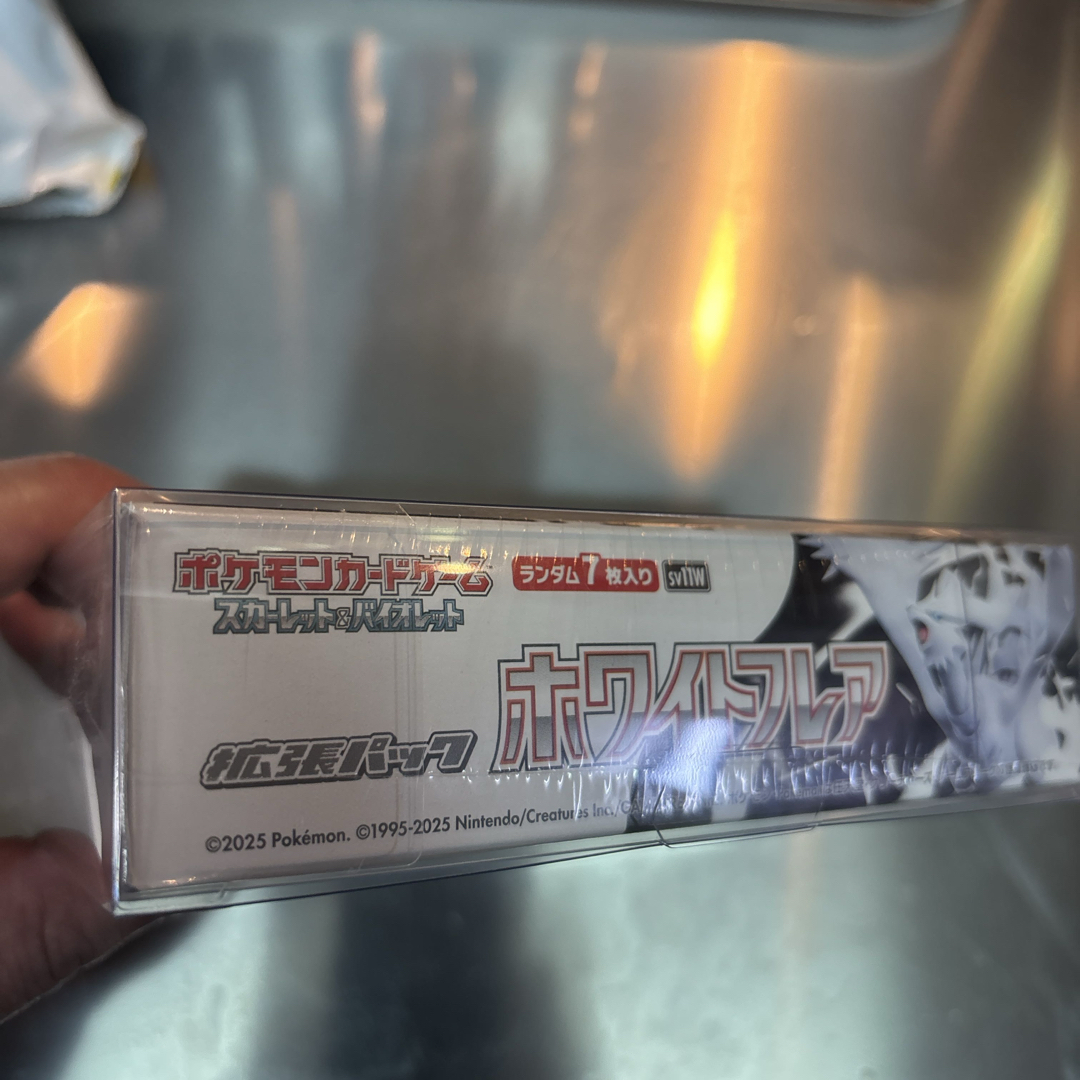 ポケモンカードゲーム
スカーレット&バイオレット
ランダム7枚入り
sv11W
拡張パック
ホワイトフレア
©2025 Pokémon. ©1995-2025 Nintendo/Creatures Inc./GA